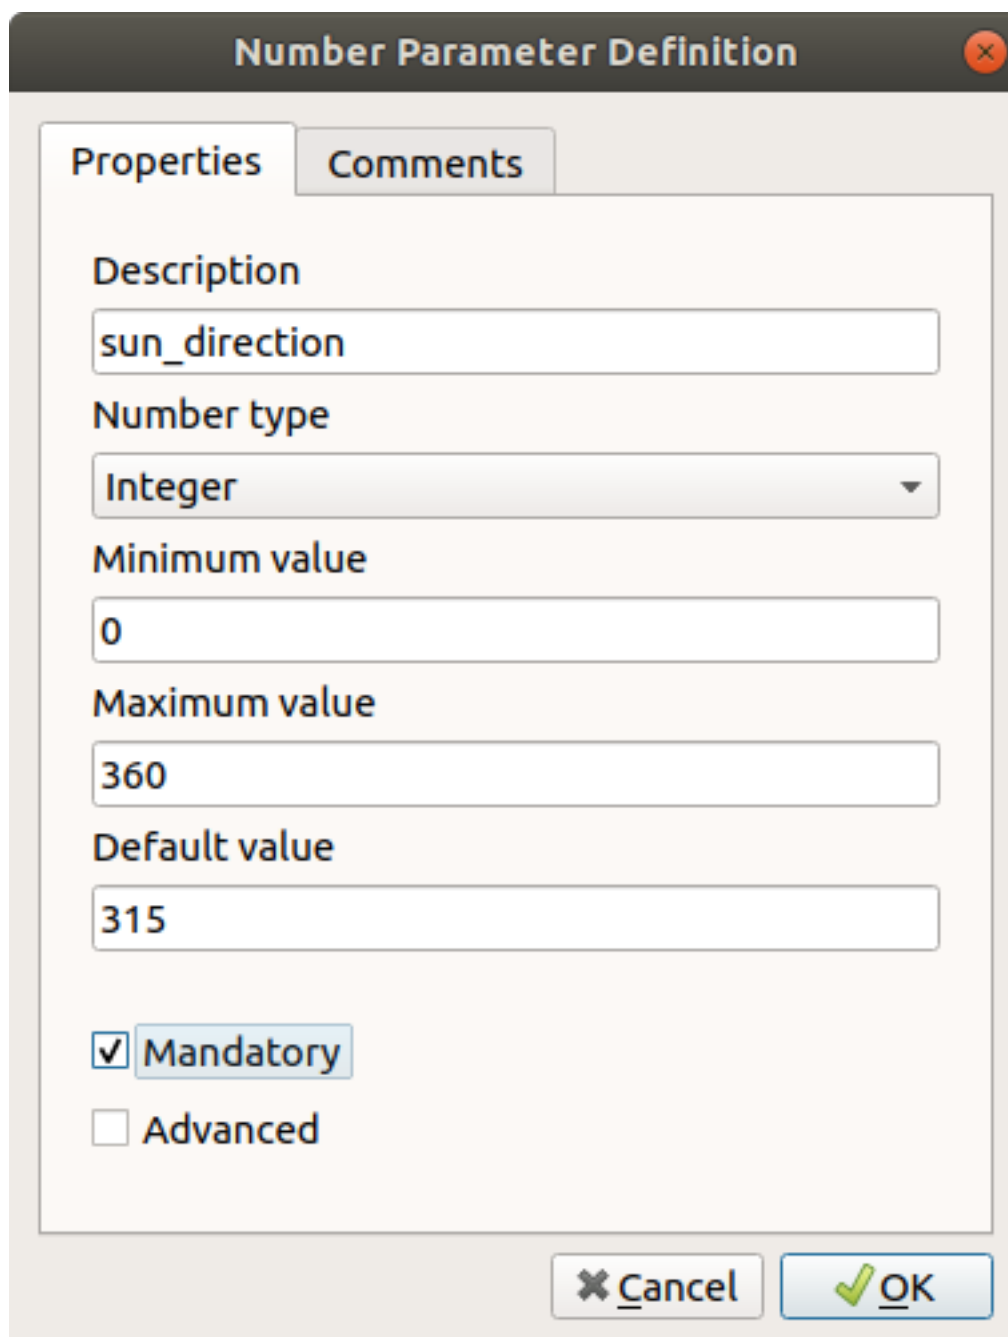 Number Parameter Definition
Properties Comments
Description
sun_direction
Number type
Integer
Minimum value
0
Maximum value
360
Default value
315
Mandatory
Advanced
Cancel OK